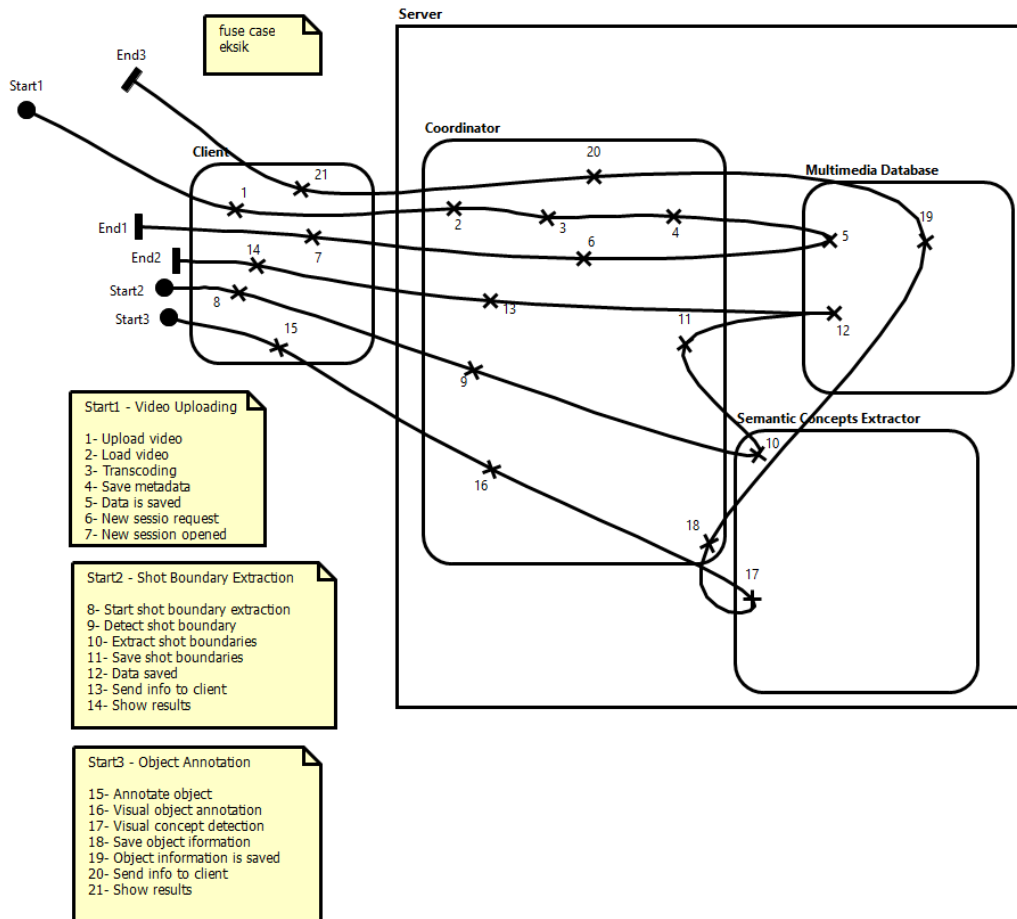 Server
fuse case
eksik
End3
Start1
Coordinator
Client
20
21
Multimedia Database
1
2
3
4
5
19
End1
7
6
14
End2
Start2
8
13
11
12
Start3
15
9
Semantic Concepts Extractor
10
16
18
17
Start1 - Video Uploading
1- Upload video
2- Load video
3- Transcoding
4- Save metadata
5- Data is saved
6- New sessio request
7- New session opened
Start2 - Shot Boundary Extraction
8- Start shot boundary extraction
9- Detect shot boundary
10- Extract shot boundaries
11- Save shot boundaries
12- Data saved
13- Send info to client
14- Show results
Start3 - Object Annotation
15- Annotate object
16- Visual object annotation
17- Visual concept detection
18- Save object iformation
19- Object information is saved
20- Send info to client
21- Show results